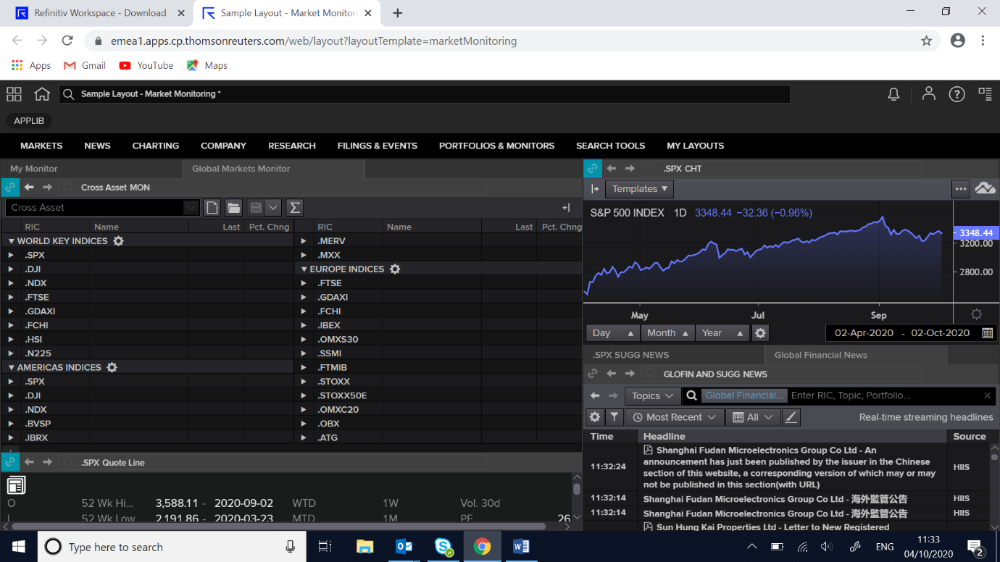 Refinitiv Workspace - Download
Sample Layout - Market Monitori
emea1.apps.cp.thomsonreuters.com/web/layout?layoutTemplate=marketMonitoring
Apps Gmail YouTube Maps
Sample Layout - Market Monitoring *
APPLIB
MARKETS NEWS CHARTING COMPANY RESEARCH FILINGS & EVENTS PORTFOLIOS & MONITORS SEARCH TOOLS MY LAYOUTS
My Monitor Global Markets Monitor
Cross Asset MON
Cross Asset
RIC Name Last Pct. Chng
WORLD KEY INDICES
.SPX
.DJI
.NDX
.FTSE
.GDAXI
.FCHI
.HSI
.N225
AMERICAS INDICES
.SPX
.DJI
.NDX
.BVSP
.IBRX
RIC Name Last Pct. Chng
.MERV
.MXX
EUROPE INDICES
.FTSE
.GDAXI
.FCHI
.IBEX
.OMXS30
.SSMI
.FTMIB
.STOXX
.STOXX50E
.OMXC20
.OBX
.ATG
.SPX Quote Line
O 52 Wk Hi... 3,588.11 - 2020-09-02 WTD 1W Vol. 30d
L 52 Wk Low 2,191.86 - 2020-03-23 MTD 1M PE 26
.SPX CHT
Templates
S&P 500 INDEX · 1D 3348.44 −32.36 (−0.96%)
3348.44
3200.00
2800.00
May Jul Sep
Day Month Year 02-Apr-2020 - 02-Oct-2020
.SPX SUGG NEWS Global Financial News
GLOFIN AND SUGG NEWS
Topics Global Financial... Enter RIC, Topic, Portfolio...
Most Recent All Real-time streaming headlines
Time Headline Source
11:32:24 Shanghai Fudan Microelectronics Group Co Ltd - An HIIS
announcement has just been published by the issuer in the Chinese
section of this website, a corresponding version of which may or may
not be published in this section(with URL)
11:32:14 Shanghai Fudan Microelectronics Group Co Ltd - 海外監管公告 HIIS
11:32:14 Shanghai Fudan Microelectronics Group Co Ltd - 海外監管公告 HIIS
Sun Hung Kai Properties Ltd - Letter to New Registered
Type here to search
ENG
11:33
04/10/2020
2